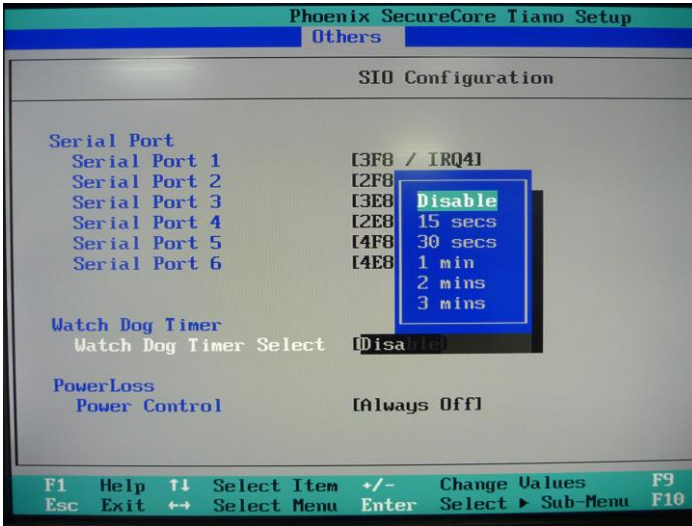 Phoenix SecureCore Tiano Setup
Others
SIO Configuration
Serial Port
Serial Port 1 [3F8 / IRQ4]
Serial Port 2 [2F8
Serial Port 3 [3E8
Serial Port 4 [2E8
Serial Port 5 [4F8
Serial Port 6 [4E8
Disable
15 secs
30 secs
1 min
2 mins
3 mins
Watch Dog Timer
Watch Dog Timer Select [Disable]
PowerLoss
Power Control [Always Off]
F1 Help ↑↓ Select Item +/- Change Values F9
Esc Exit ↔ Select Menu Enter Select ► Sub-Menu F10